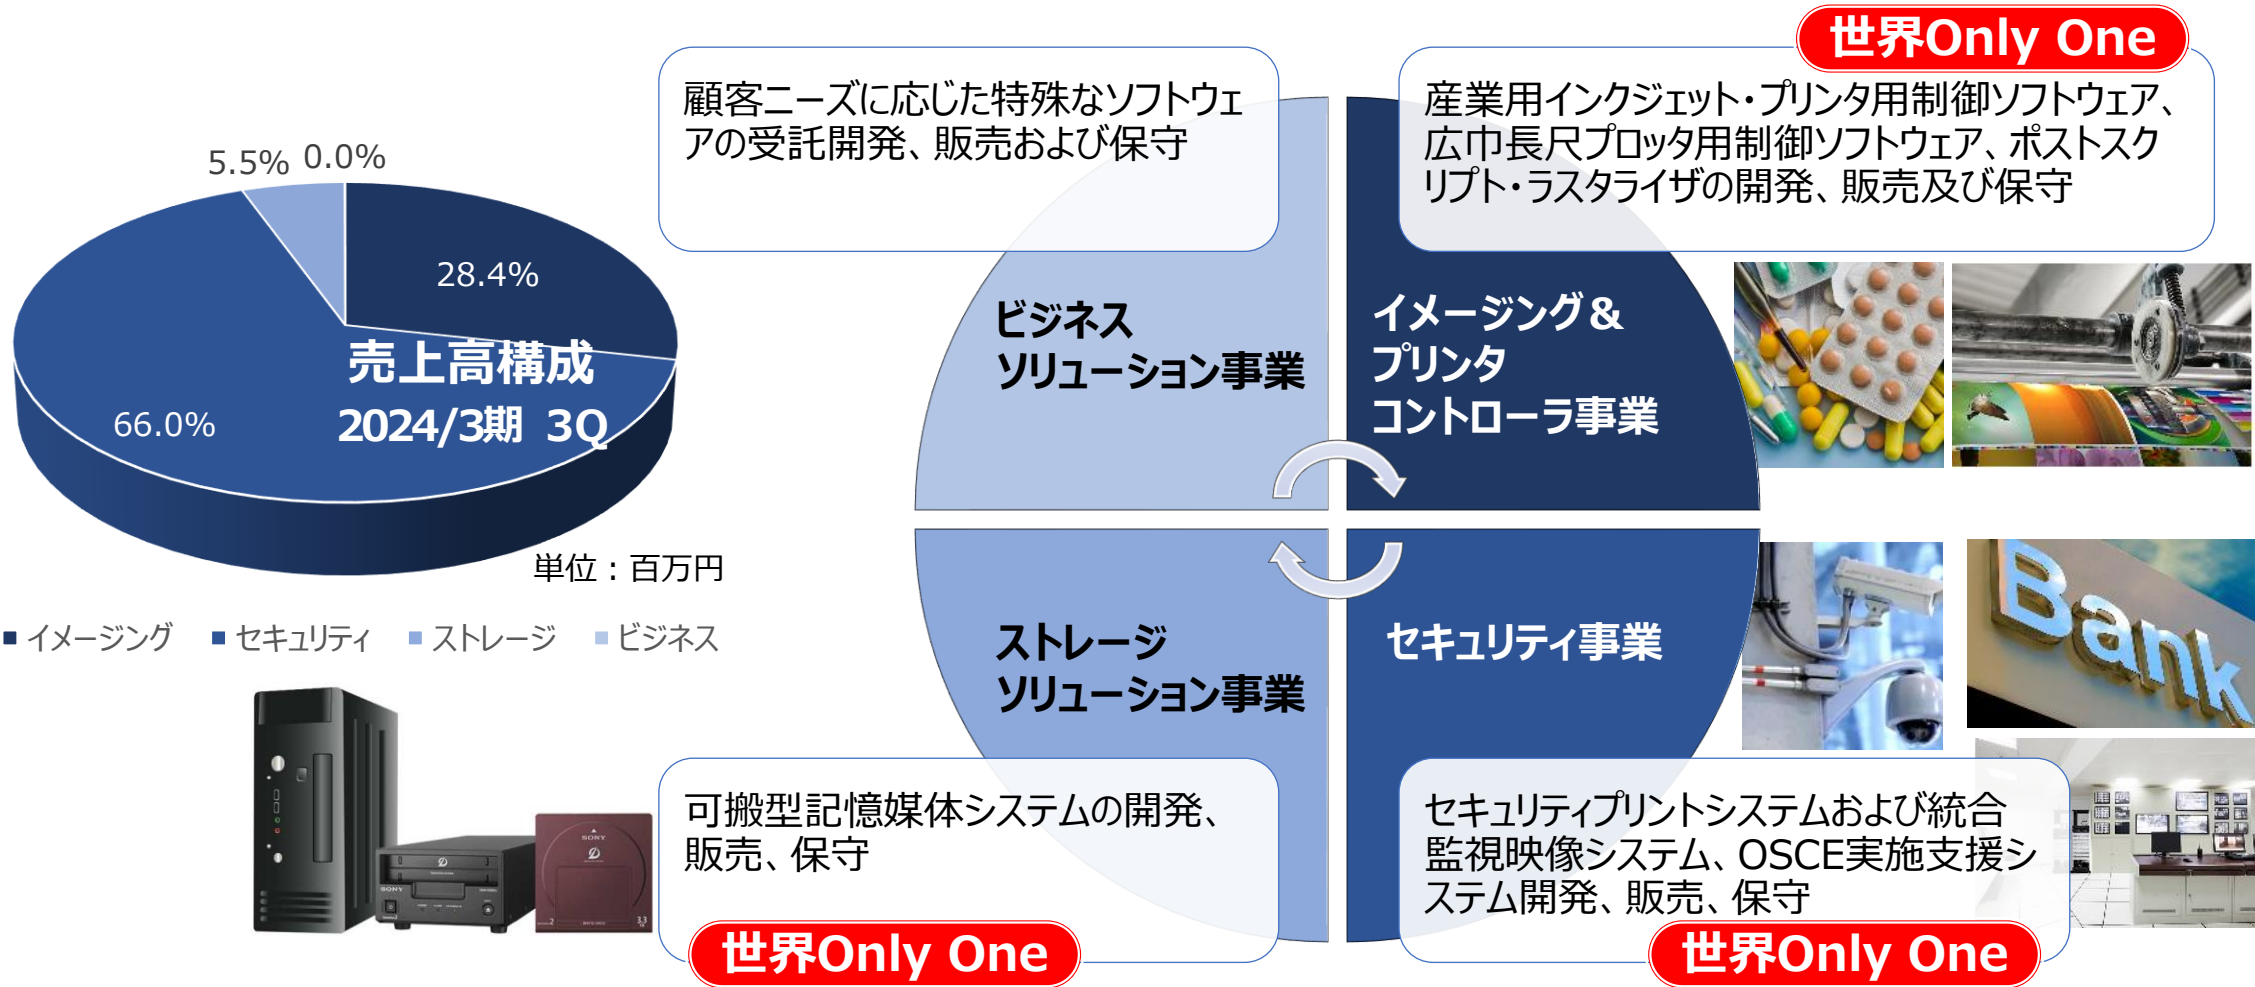 5.5%
0.0%
28.4%
66.0%
売上高構成
2024/3期 3Q
単位：百万円
イメージング
セキュリティ
ストレージ
ビジネス
顧客ニーズに応じた特殊なソフトウェ
アの受託開発、販売および保守
世界Only One
産業用インクジェット・プリンタ用制御ソフトウェア、
広巾長尺プロッタ用制御ソフトウェア、ポストスク
リプト・ラスタライザの開発、販売及び保守
ビジネス
ソリューション事業
イメージング＆
プリンタ
コントローラ事業
ストレージ
ソリューション事業
セキュリティ事業
Bank
SONY
SONY
可搬型記憶媒体システムの開発、
販売、保守
世界Only One
セキュリティプリントシステムおよび統合
監視映像システム、OSCE実施支援シ
ステム開発、販売、保守
世界Only One